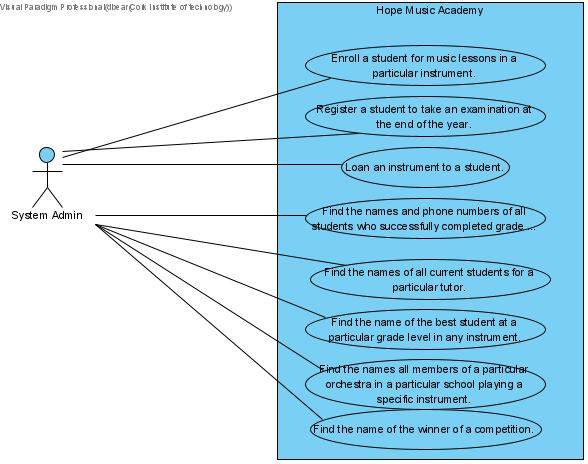 Visual Paradigm Professional(dbear(Cork Institute of technology))
Hope Music Academy
Enroll a student for music lessons in a
particular instrument.
Register a student to take an examination at
the end of the year.
Loan an instrument to a student.
System Admin
Find the names and phone numbers of all
students who successfully completed grade ...
Find the names of all current students for a
particular tutor.
Find the name of the best student at a
particular grade level in any instrument.
Find the names all members of a particular
orchestra in a particular school playing a
specific instrument.
Find the name of the winner of a competition.